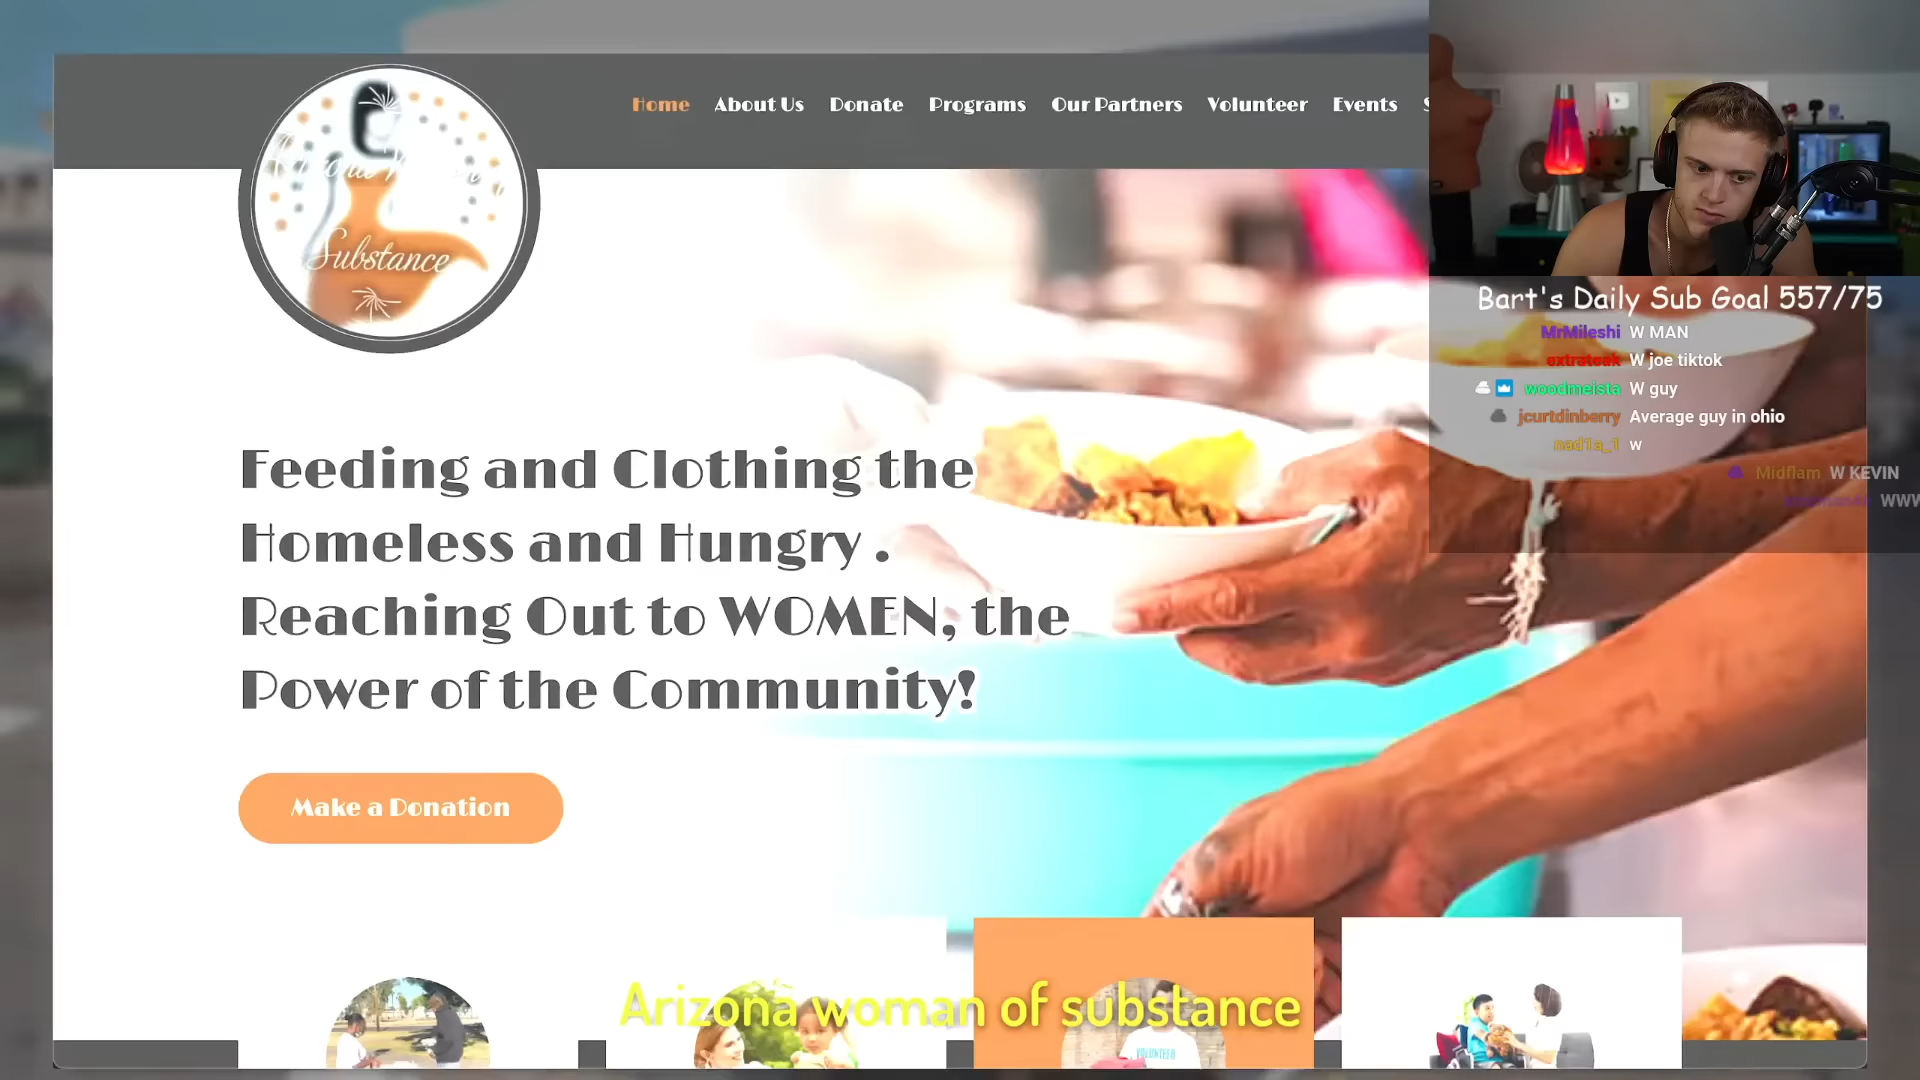 Home About Us Donate Programs Our Partners Volunteer Events
Substance
Feeding and Clothing the
Homeless and Hungry .
Reaching Out to WOMEN, the
Power of the Community!
Make a Donation
Bart's Daily Sub Goal 557/75
MrMileshi W MAN
extrateak W joe tiktok
woodmeista W guy
jcurtdinberry Average guy in ohio
nad1a_1 w
Midflam W KEVIN
WWW
VOLUNTEER
Arizona woman of substance